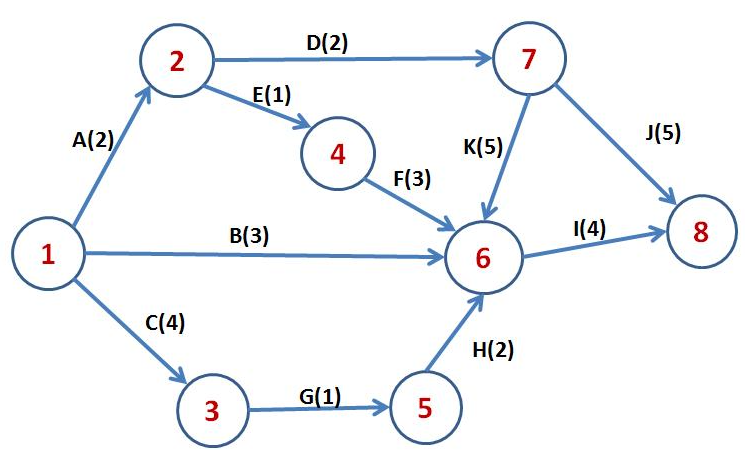 D(2)
2
7
E(1)
A(2)
J(5)
K(5)
4
F(3)
B(3)
I(4)
8
1
6
C(4)
H(2)
G(1)
3
5